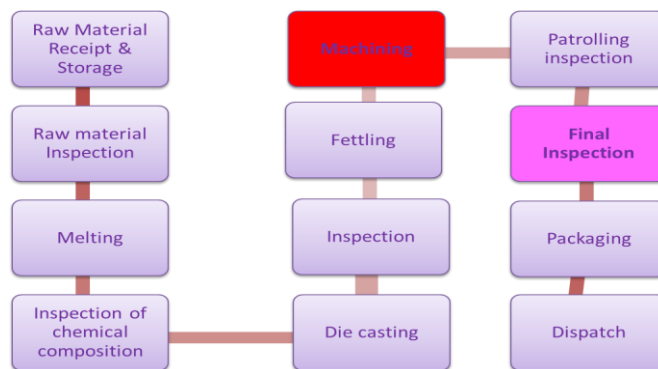 Raw Material
Receipt &
Storage
Raw material
Inspection
Melting
Inspection of
chemical
composition
Die casting
Inspection
Fettling
Machining
Patrolling
inspection
Final
Inspection
Packaging
Dispatch